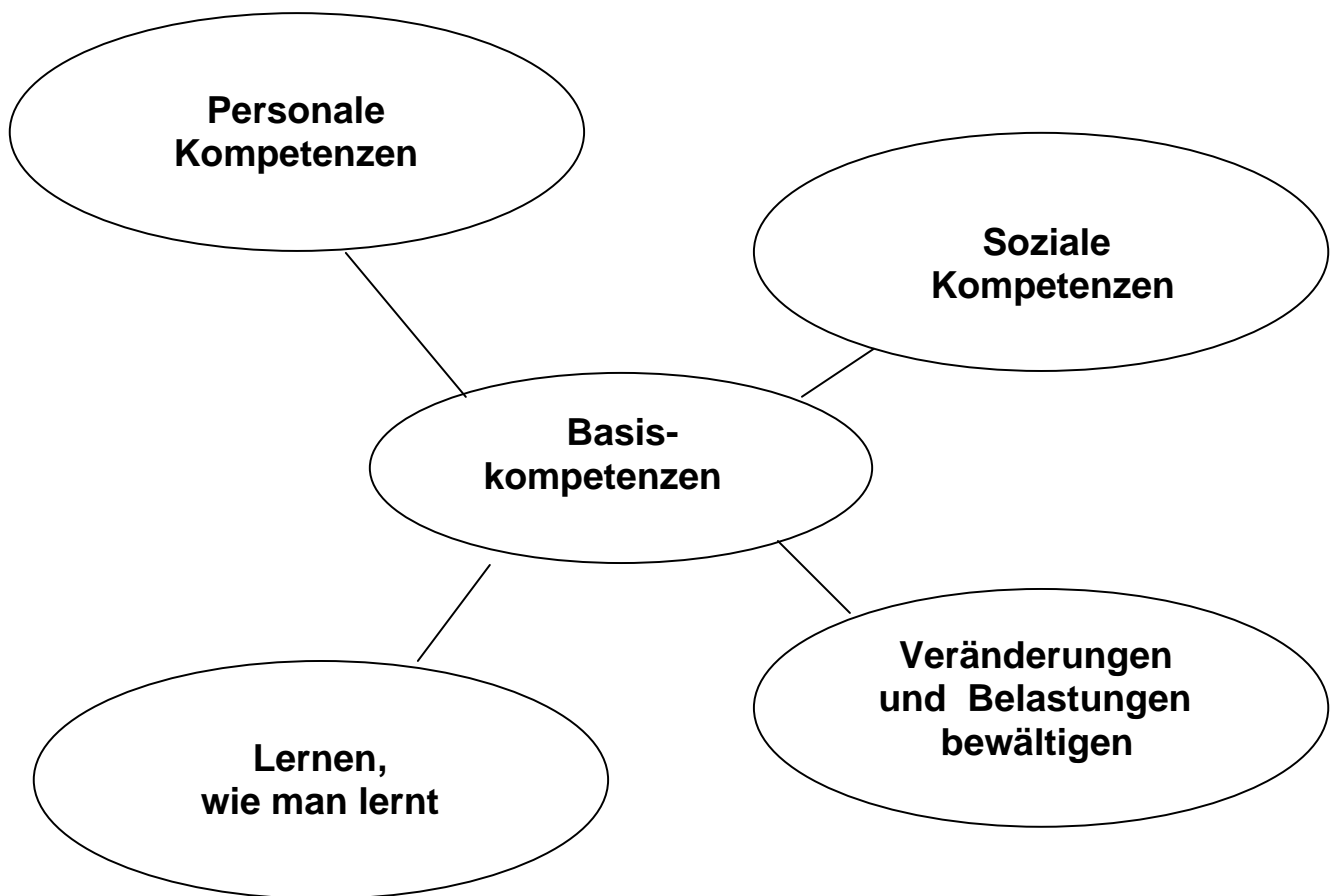 Personale
Kompetenzen
Soziale
Kompetenzen
Basis-
kompetenzen
Veränderungen
und  Belastungen
bewältigen
Lernen,
wie man lernt